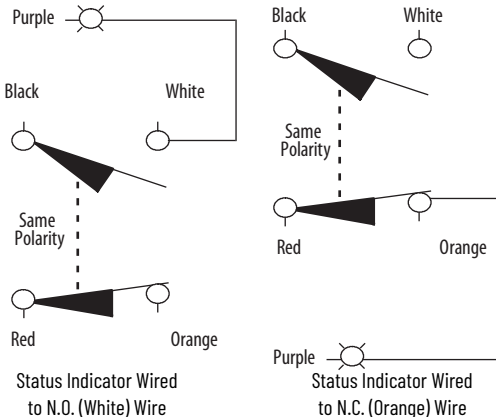 Purple
Black
White
Same
Polarity
Red
Orange
Status Indicator Wired
to N.O. (White) Wire
Black
White
Same
Polarity
Red
Orange
Purple
Status Indicator Wired
to N.C. (Orange) Wire